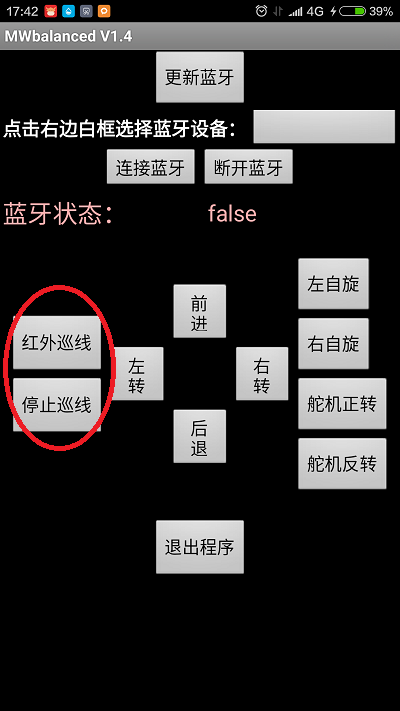 17:42 4G 39%
MWbalanced V1.4
更新蓝牙
点击右边白框选择蓝牙设备：
连接蓝牙 断开蓝牙
蓝牙状态： false
左自旋
前
进
红外巡线
右自旋
左
转
右
转
停止巡线
舵机正转
后
退
舵机反转
退出程序